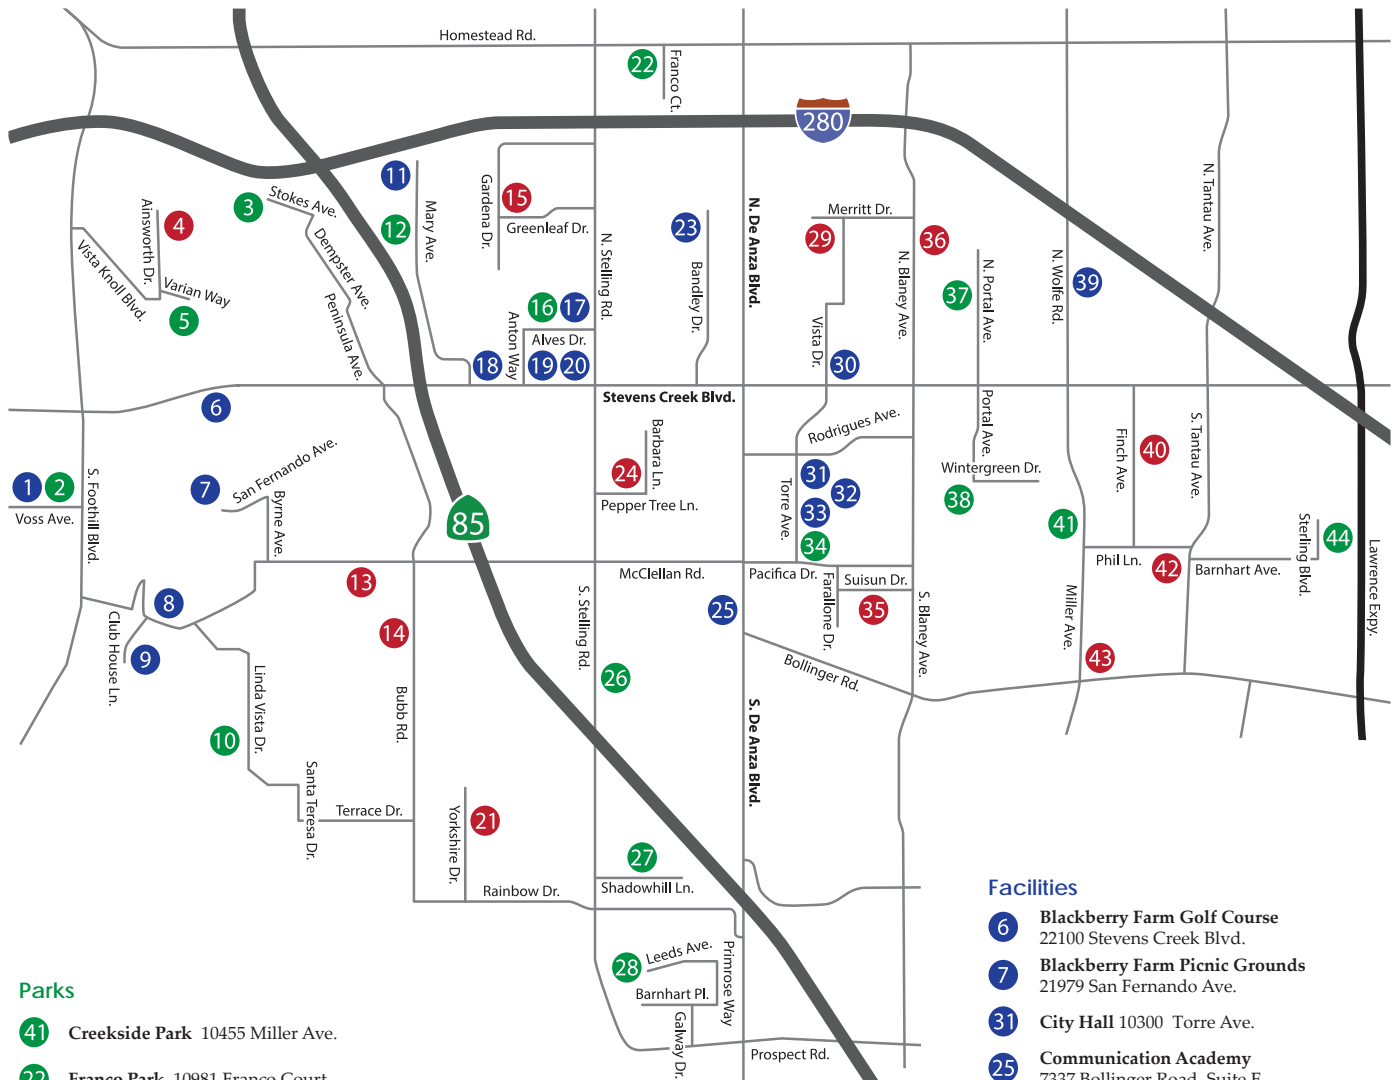 Homestead Rd.
22
Franco Ct.
280
11
Stokes Ave.
3
Ainsworth Dr.
4
12
Mary Ave.
Gardena Dr.
15
Greenleaf Dr.
N. Stelling Rd.
23
Bandley Dr.
N. De Anza Blvd.
Merritt Dr.
29
36
N. Blaney Ave.
37
N. Portal Ave.
N. Wolfe Rd.
39
N. Tantau Ave.
Vista Knoll Blvd.
Varian Way
5
Dempster Ave.
Peninsula Ave.
16
17
Anton Way
Alves Dr.
18
19
20
Vista Dr.
30
Stevens Creek Blvd.
6
Rodrigues Ave.
Portal Ave.
Finch Ave.
S. Tantau Ave.
40
1
2
Voss Ave.
S. Foothill Blvd.
7
San Fernando Ave.
Byrne Ave.
85
Barbara Ln.
24
Pepper Tree Ln.
Torre Ave.
31
32
33
34
Wintergreen Dr.
38
41
Phil Ln.
42
Barnhart Ave.
Sterling Blvd.
44
Lawrence Expy.
McClellan Rd.
Pacifica Dr.
Farallone Dr.
Suisun Dr.
35
25
S. Stelling Rd.
13
14
8
Club House Ln.
9
Bollinger Rd.
S. Blaney Ave.
Miller Ave.
43
26
10
Linda Vista Dr.
Bubb Rd.
S. De Anza Blvd.
Santa Teresa Dr.
Terrace Dr.
Yorkshire Dr.
21
Rainbow Dr.
27
Shadowhill Ln.
28
Leeds Ave.
Primrose Way
Barnhart Pl.
Galway Dr.
Prospect Rd.
Parks
41 Creekside Park 10455 Miller Ave.
22 Franco Park 10981 Franco Court
Facilities
6 Blackberry Farm Golf Course
22100 Stevens Creek Blvd.
7 Blackberry Farm Picnic Grounds
21979 San Fernando Ave.
31 City Hall 10300 Torre Ave.
25 Communication Academy
7337 Bollinger Road, Suite E